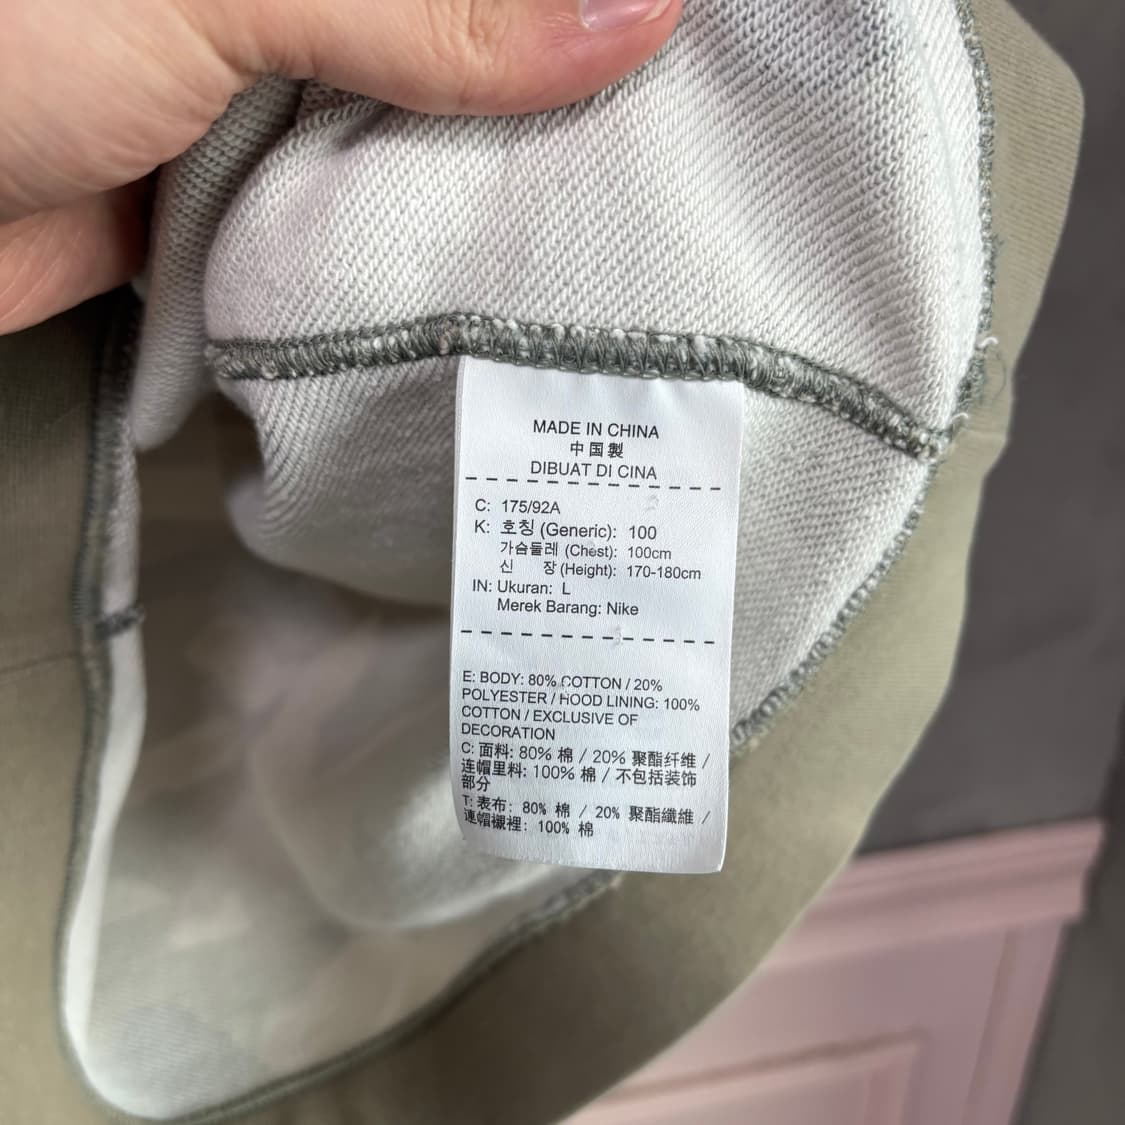 MADE IN CHINA
中国製
DIBUAT DI CINA
C: 175/92A
K: 호칭 (Generic): 100
가슴둘레 (Chest): 100cm
신 장 (Height): 170-180cm
IN: Ukuran: L
Merek Barang: Nike
E: BODY: 80% COTTON / 20%
POLYESTER / HOOD LINING: 100%
COTTON / EXCLUSIVE OF
DECORATION
C: 面料: 80% 棉 / 20% 聚酯纤维 /
连帽里料: 100% 棉 / 不包括装饰
部分
T: 表布: 80% 棉 / 20% 聚酯纖維 /
連帽襯裡: 100% 棉